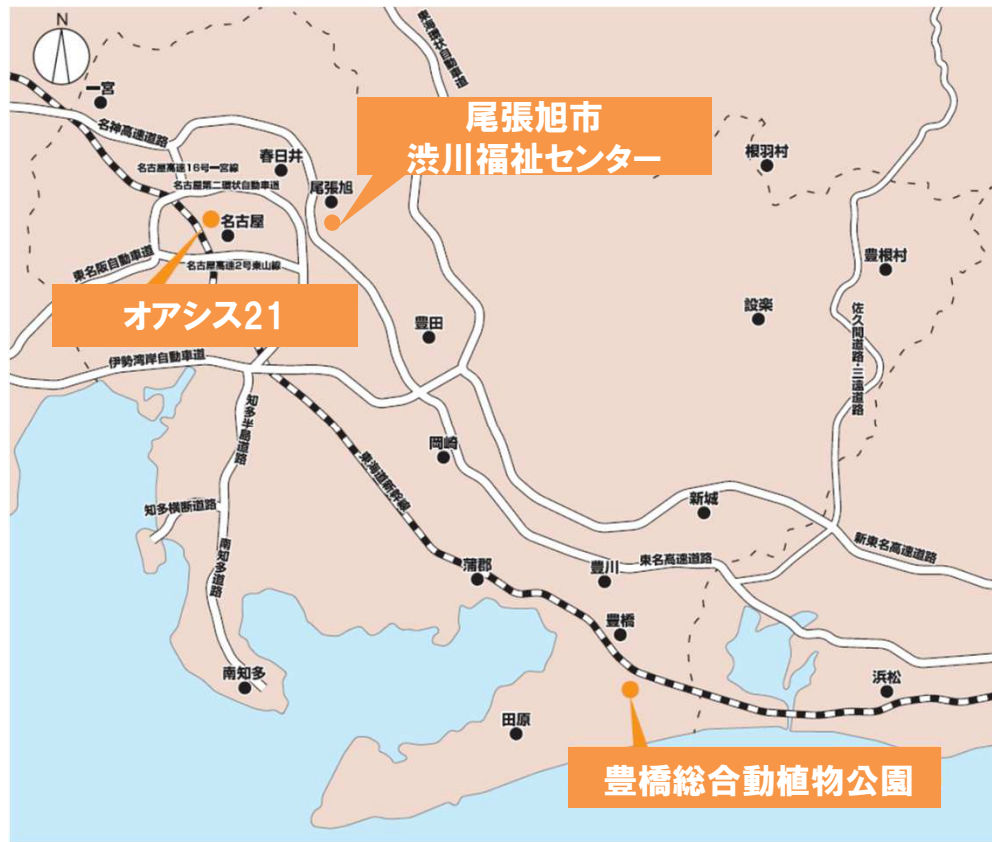 N
東海環状自動車道
一宮
尾張旭市
渋川福祉センター
名神高速道路
春日井
根羽村
名古屋高速16号一宮線
名古屋第二環状自動車道
尾張旭
名古屋
東名阪自動車道
名古屋高速2号東山線
豊根村
オアシス21
豊田
設楽
佐久間道路・三遠道路
伊勢湾岸自動車道
知多半島道路
岡崎
東海道新幹線
知多横断道路
新城
南知多道路
新東名高速道路
蒲郡
豊川
東名高速道路
豊橋
南知多
浜松
田原
豊橋総合動植物公園